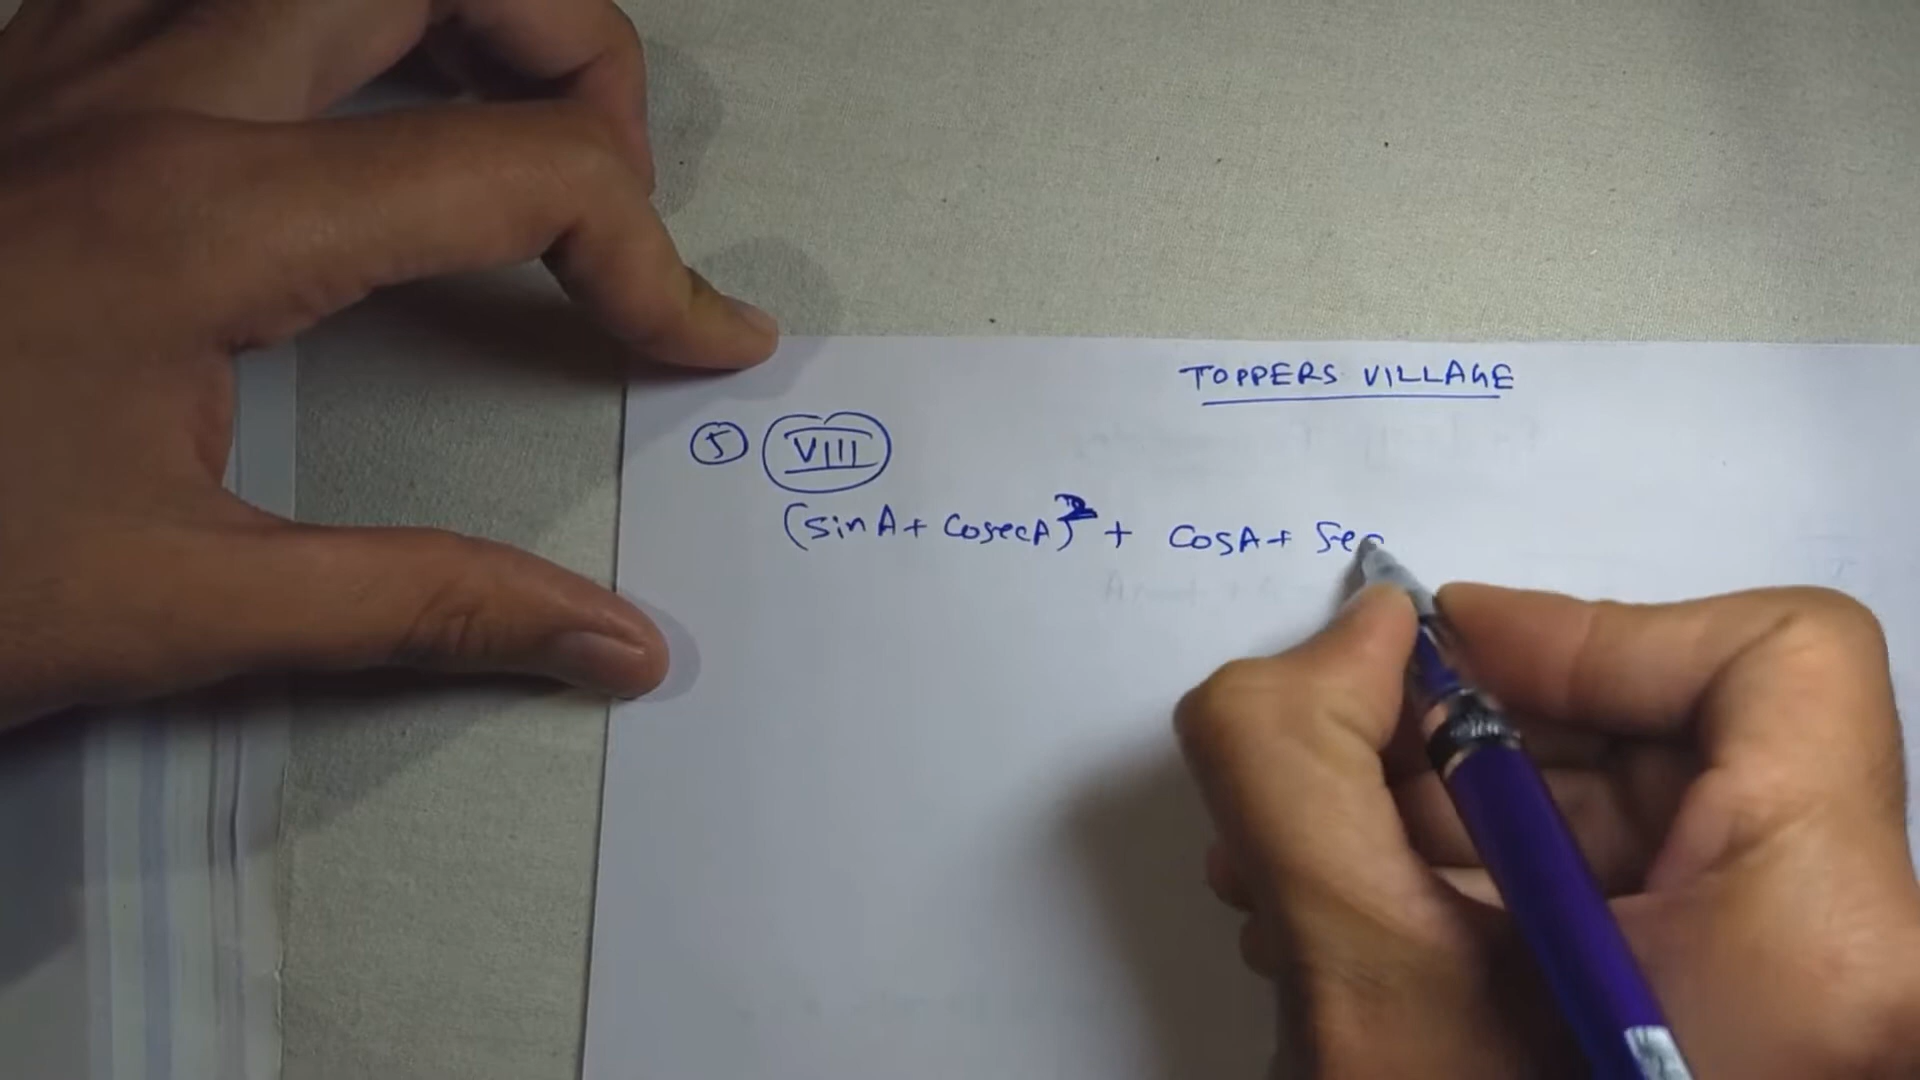 TOPPERS VILLAGE
5 VIII
(sinA + CosecA)² + CosA + Sec